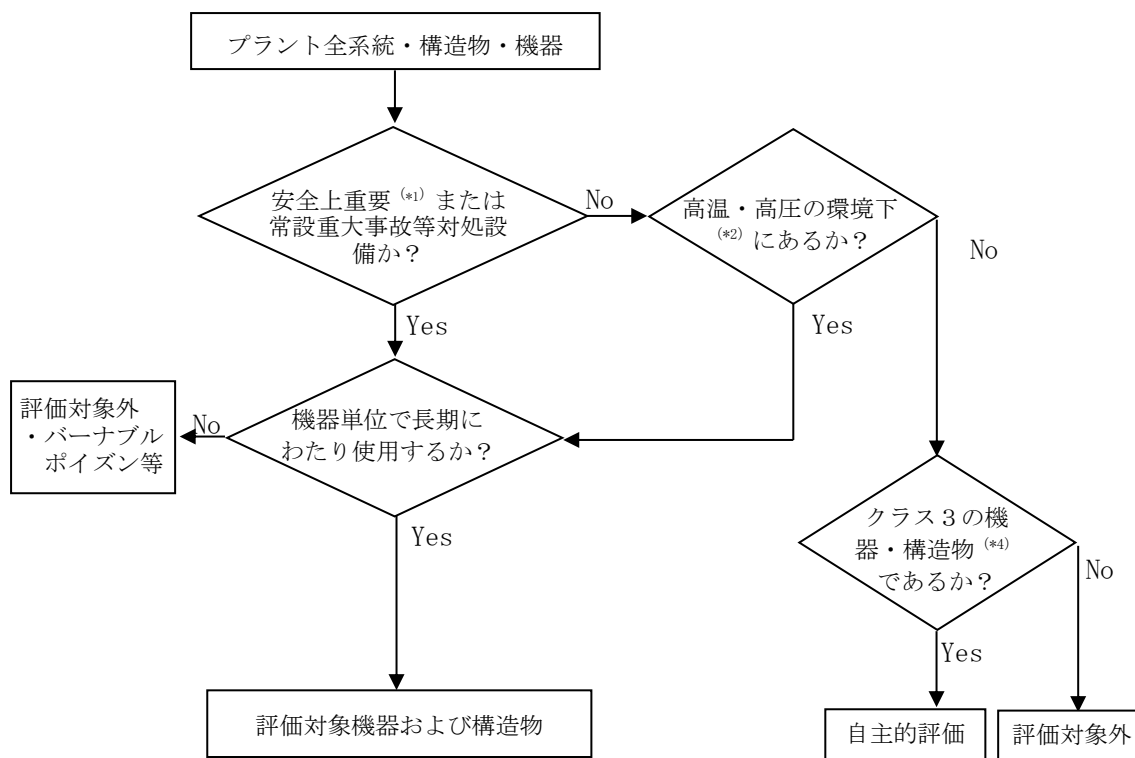 プラント全系統・構造物・機器
安全上重要(*1)または
常設重大事故等対処設
備か?
No
高温・高圧の環境下
(*2)にあるか?
No
Yes
Yes
評価対象外
・バーナブル
ポイズン等
No
機器単位で長期に
わたり使用するか?
Yes
クラス3の機
器・構造物(*4)
であるか?
No
Yes
評価対象機器および構造物
自主的評価
評価対象外